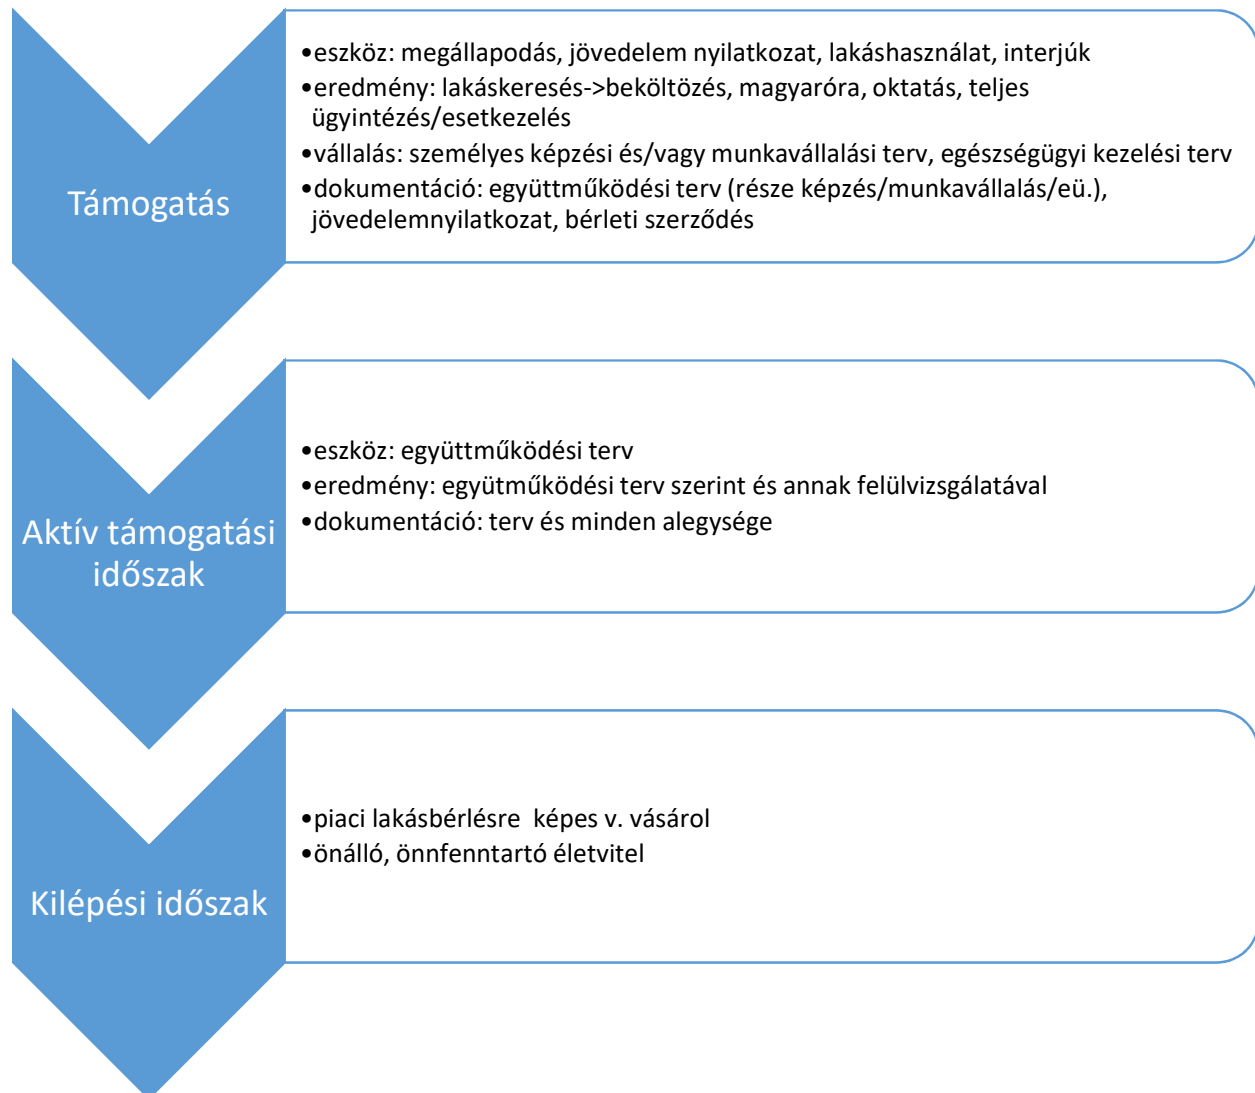 Támogatás
•eszköz: megállapodás, jövedelem nyilatkozat, lakáshasználat, interjúk
•eredmény: lakáskeresés->beköltözés, magyaróra, oktatás, teljes
ügyintézés/esetkezelés
•vállalás: személyes képzési és/vagy munkavállalási terv, egészségügyi kezelési terv
•dokumentáció: együttműködési terv (része képzés/munkavállalás/eü.),
jövedelemnyilatkozat, bérleti szerződés
Aktív támogatási
időszak
•eszköz: együttműködési terv
•eredmény: együtműködési terv szerint és annak felülvizsgálatával
•dokumentáció: terv és minden alegysége
Kilépési időszak
•piaci lakásbérlésre  képes v. vásárol
•önálló, önnfenntartó életvitel